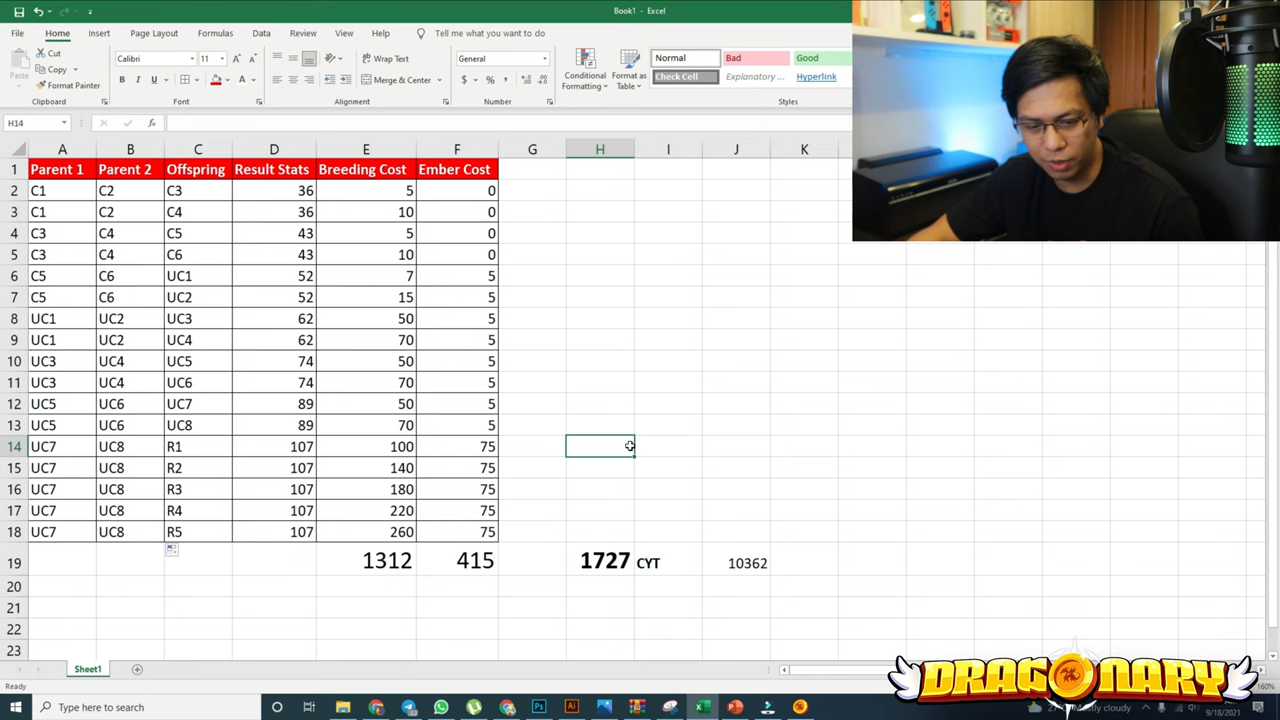 Book1 - Excel
File Home Insert Page Layout Formulas Data Review View Help Tell me what you want to do
Cut
Copy
Format Painter
Paste
Clipboard
Calibri 11
B I U
Font
Wrap Text
Merge & Center
Alignment
General
$ % ,
Number
Conditional Formatting
Format as Table
Normal Bad Good
Check Cell Explanatory ... Hyperlink
Styles
H14 fx
A B C D E F G H I J K
1 Parent 1 Parent 2 Offspring Result Stats Breeding Cost Ember Cost
2 C1 C2 C3 36 5 0
3 C1 C2 C4 36 10 0
4 C3 C4 C5 43 5 0
5 C3 C4 C6 43 10 0
6 C5 C6 UC1 52 7 5
7 C5 C6 UC2 52 15 5
8 UC1 UC2 UC3 62 50 5
9 UC1 UC2 UC4 62 70 5
10 UC3 UC4 UC5 74 50 5
11 UC3 UC4 UC6 74 70 5
12 UC5 UC6 UC7 89 50 5
13 UC5 UC6 UC8 89 70 5
14 UC7 UC8 R1 107 100 75
15 UC7 UC8 R2 107 140 75
16 UC7 UC8 R3 107 180 75
17 UC7 UC8 R4 107 220 75
18 UC7 UC8 R5 107 260 75
19 1312 415 1727 CYT 10362
20
21
22
23
Sheet1
Ready
160%
DRAGONARY
Type here to search
cloudy
9/18/2021